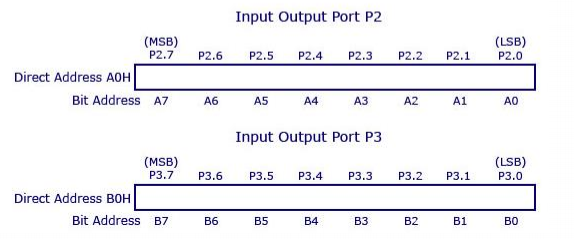 Input Output Port P2
(MSB) (LSB)
P2.7 P2.6 P2.5 P2.4 P2.3 P2.2 P2.1 P2.0
Direct Address A0H
Bit Address A7 A6 A5 A4 A3 A2 A1 A0
Input Output Port P3
(MSB) (LSB)
P3.7 P3.6 P3.5 P3.4 P3.3 P3.2 P3.1 P3.0
Direct Address B0H
Bit Address B7 B6 B5 B4 B3 B2 B1 B0